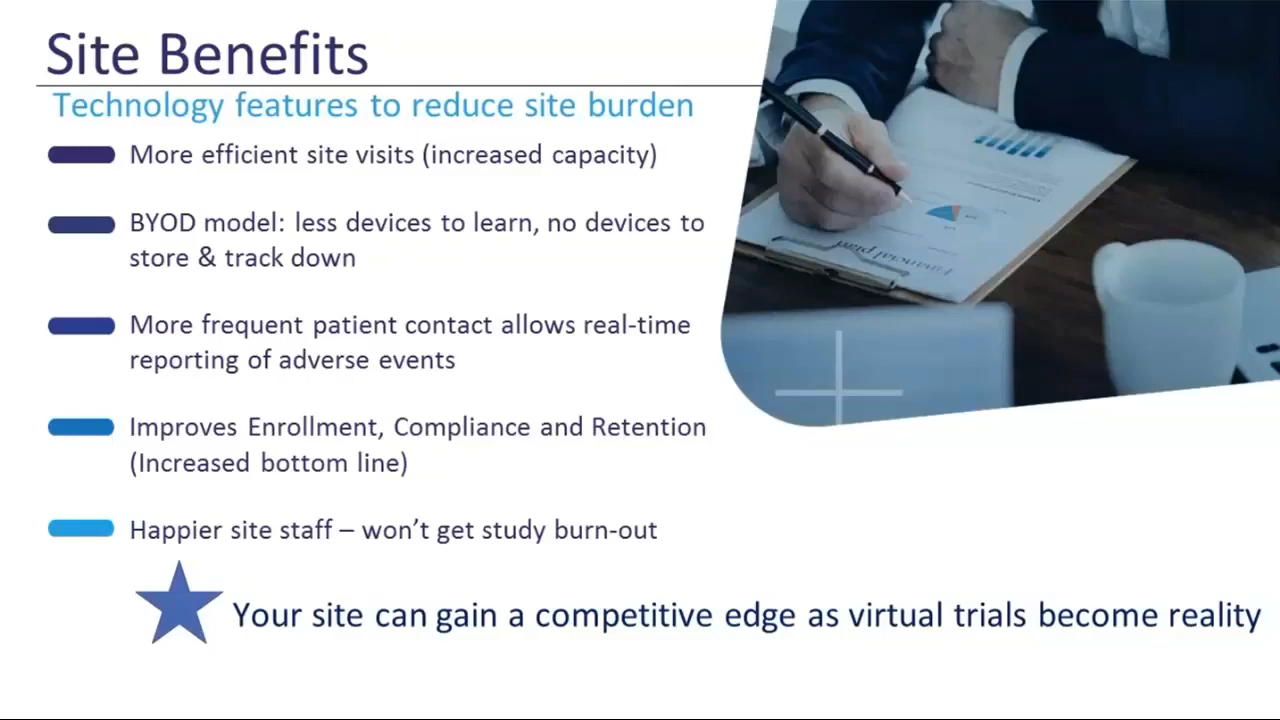 Site Benefits
Technology features to reduce site burden
More efficient site visits (increased capacity)
BYOD model: less devices to learn, no devices to
store & track down
More frequent patient contact allows real-time
reporting of adverse events
Improves Enrollment, Compliance and Retention
(Increased bottom line)
Happier site staff – won’t get study burn-out
Your site can gain a competitive edge as virtual trials become reality
Financial plan